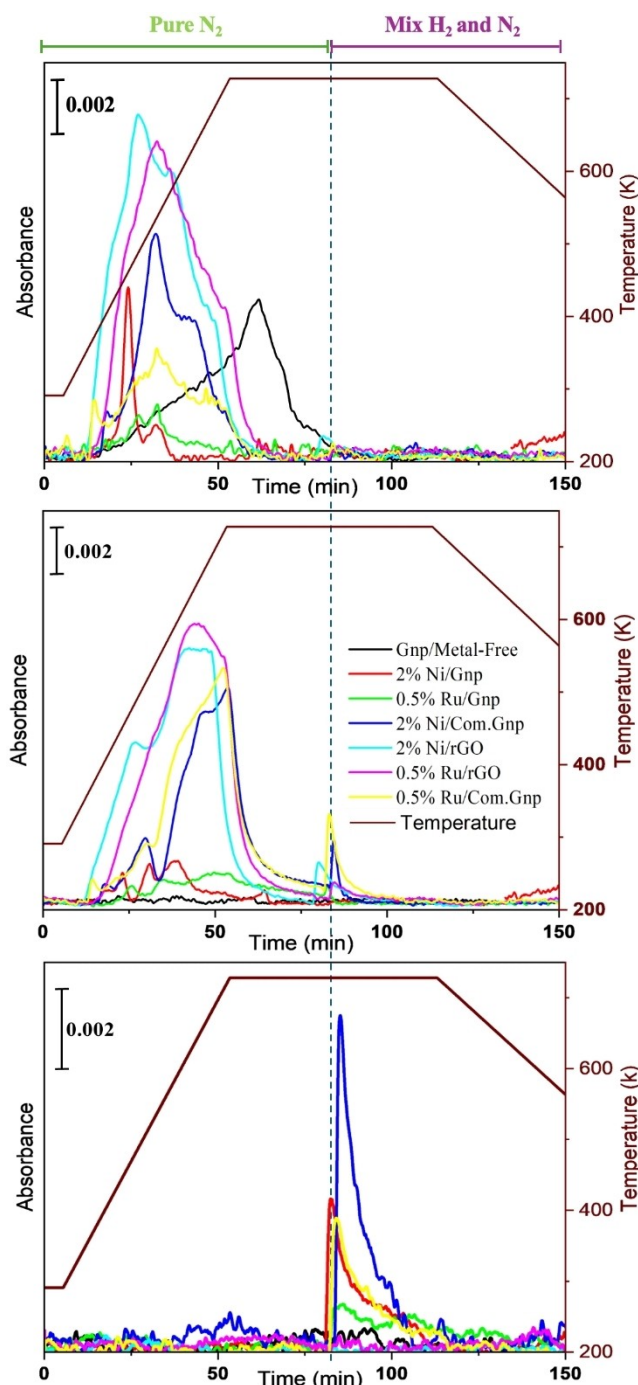 Pure N₂ Mix H₂ and N₂
0.002
Absorbance
Temperature (K)
600
400
200
0 50 100 150
Time (min)
0.002
Absorbance
Temperature (K)
600
400
200
0 50 100 150
Time (min)
Gnp/Metal-Free
2% Ni/Gnp
0.5% Ru/Gnp
2% Ni/Com.Gnp
2% Ni/rGO
0.5% Ru/rGO
0.5% Ru/Com.Gnp
Temperature
0.002
Absorbance
Temperature (k)
600
400
200
0 50 100 150
Time (min)